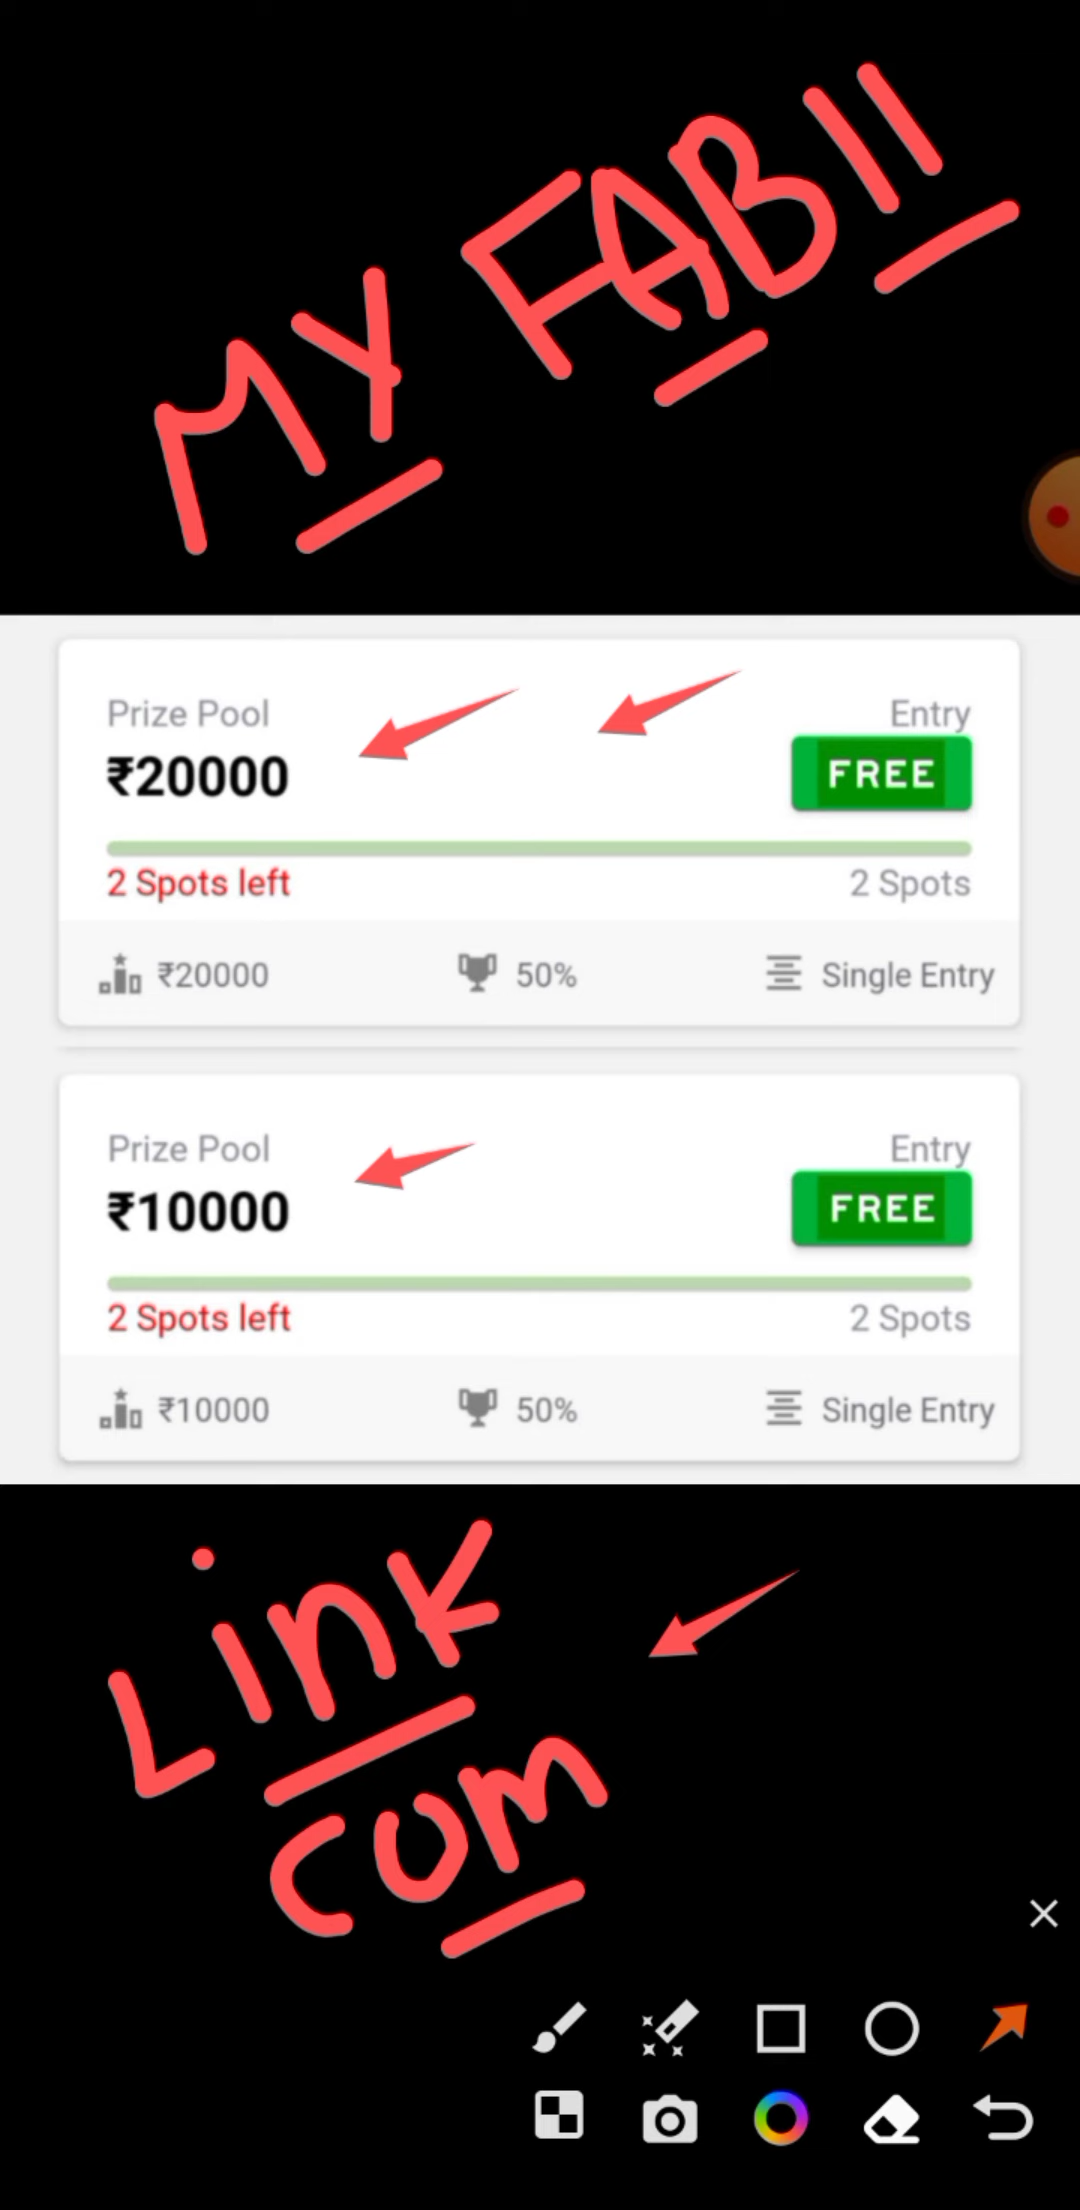 MY FAB11
Prize Pool Entry
₹20000 FREE
2 Spots left 2 Spots
₹20000 50% Single Entry
Prize Pool Entry
₹10000 FREE
2 Spots left 2 Spots
₹10000 50% Single Entry
Link
com